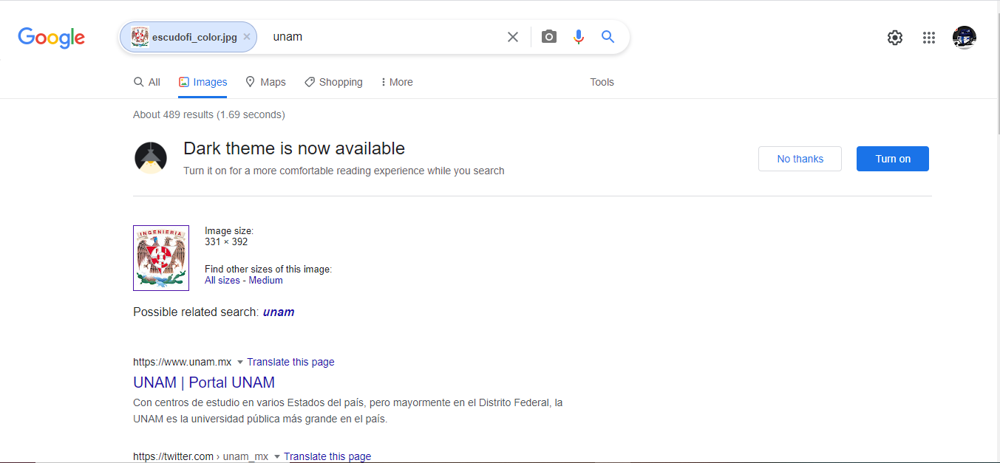 Google
escudofi_color.jpg × unam
All Images Maps Shopping More Tools
About 489 results (1.69 seconds)
Dark theme is now available
Turn it on for a more comfortable reading experience while you search
No thanks Turn on
INGENIERIA
Image size:
331 × 392
Find other sizes of this image:
All sizes - Medium
Possible related search: unam
https://www.unam.mx Translate this page
UNAM | Portal UNAM
Con centros de estudio en varios Estados del país, pero mayormente en el Distrito Federal, la
UNAM es la universidad pública más grande en el país.
https://twitter.com › unam_mx Translate this page